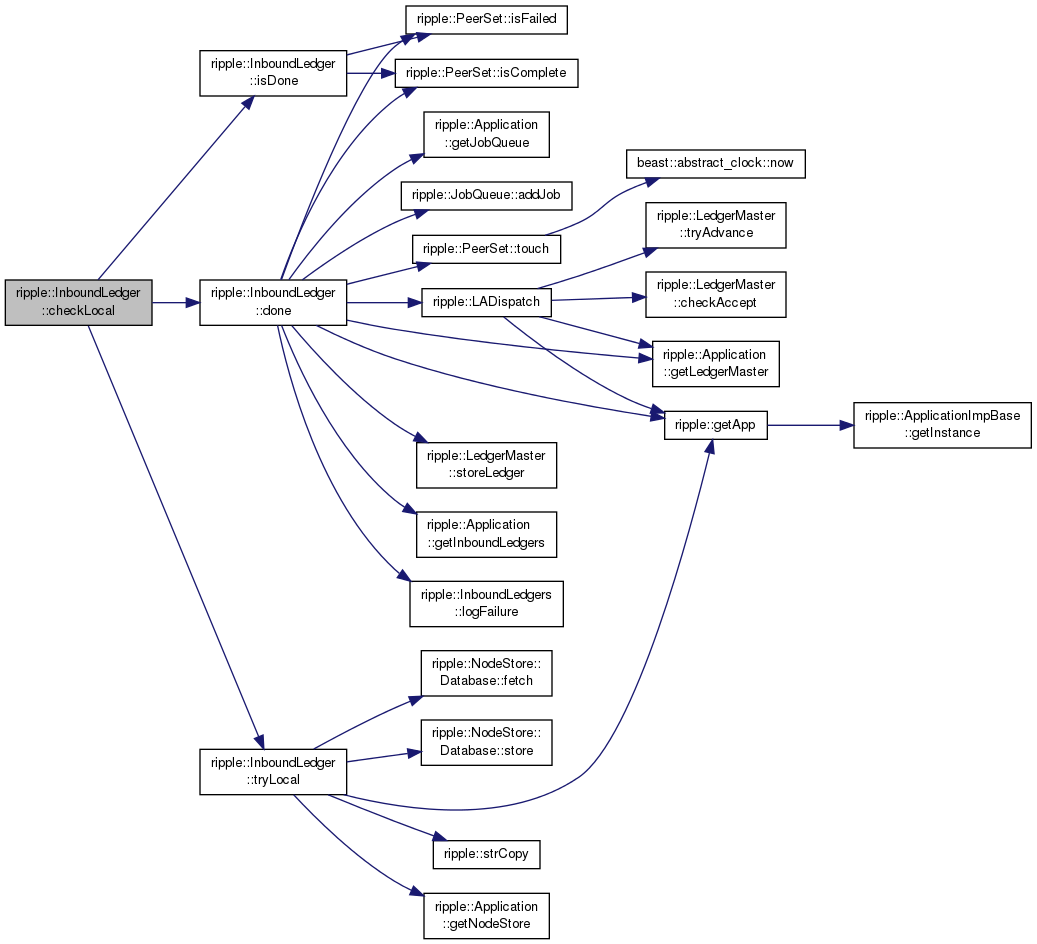 ripple::PeerSet::isFailed
ripple::InboundLedger
::isDone
ripple::PeerSet::isComplete
ripple::Application
::getJobQueue
beast::abstract_clock::now
ripple::JobQueue::addJob
ripple::LedgerMaster
::tryAdvance
ripple::PeerSet::touch
ripple::InboundLedger
::checkLocal
ripple::InboundLedger
::done
ripple::LADispatch
ripple::LedgerMaster
::checkAccept
ripple::Application
::getLedgerMaster
ripple::getApp
ripple::ApplicationImpBase
::getInstance
ripple::LedgerMaster
::storeLedger
ripple::Application
::getInboundLedgers
ripple::InboundLedgers
::logFailure
ripple::NodeStore::
Database::fetch
ripple::NodeStore::
Database::store
ripple::InboundLedger
::tryLocal
ripple::strCopy
ripple::Application
::getNodeStore